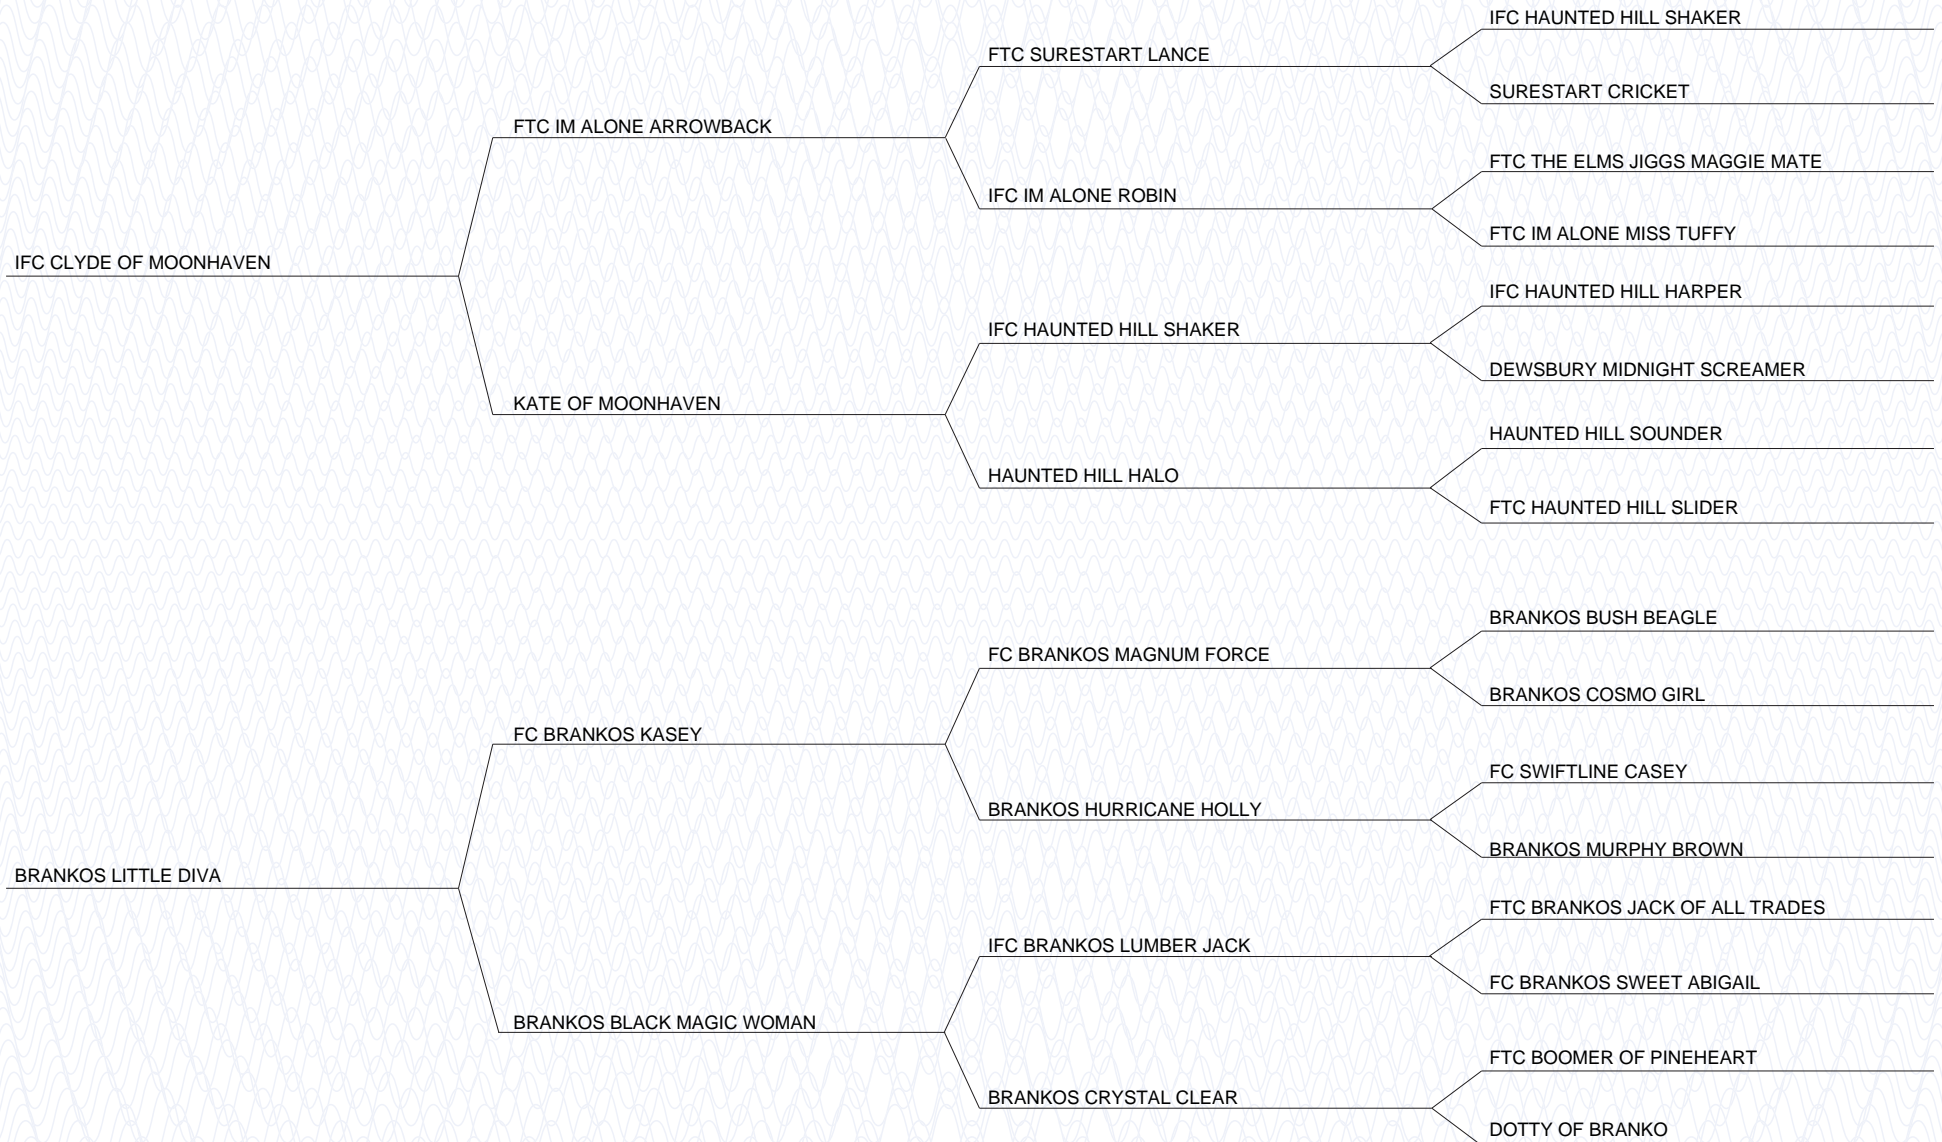 IFC HAUNTED HILL SHAKER
FTC SURESTART LANCE
SURESTART CRICKET
FTC IM ALONE ARROWBACK
FTC THE ELMS JIGGS MAGGIE MATE
IFC IM ALONE ROBIN
FTC IM ALONE MISS TUFFY
IFC CLYDE OF MOONHAVEN
IFC HAUNTED HILL HARPER
IFC HAUNTED HILL SHAKER
DEWSBURY MIDNIGHT SCREAMER
KATE OF MOONHAVEN
HAUNTED HILL SOUNDER
HAUNTED HILL HALO
FTC HAUNTED HILL SLIDER
BRANKOS BUSH BEAGLE
FC BRANKOS MAGNUM FORCE
BRANKOS COSMO GIRL
FC BRANKOS KASEY
FC SWIFTLINE CASEY
BRANKOS HURRICANE HOLLY
BRANKOS MURPHY BROWN
BRANKOS LITTLE DIVA
FTC BRANKOS JACK OF ALL TRADES
IFC BRANKOS LUMBER JACK
FC BRANKOS SWEET ABIGAIL
BRANKOS BLACK MAGIC WOMAN
FTC BOOMER OF PINEHEART
BRANKOS CRYSTAL CLEAR
DOTTY OF BRANKO